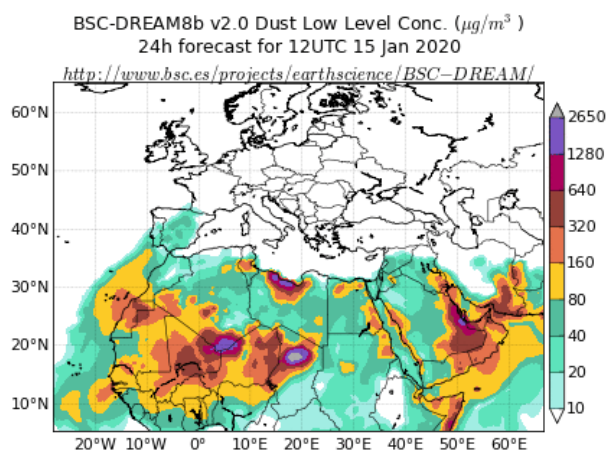 BSC-DREAM8b v2.0 Dust Low Level Conc. (μg/m³ )
24h forecast for 12UTC 15 Jan 2020
http://www.bsc.es/projects/earthscience/BSC−DREAM/
60°N
50°N
40°N
30°N
20°N
10°N
20°W 10°W 0° 10°E 20°E 30°E 40°E 50°E 60°E
2650
1280
640
320
160
80
40
20
10